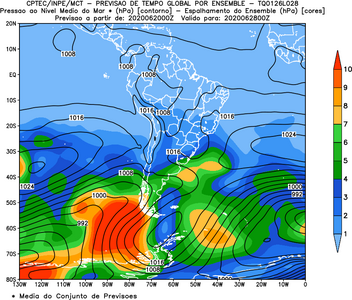 CPTEC/INPE/MCT - PREVISAO DE TEMPO GLOBAL POR ENSEMBLE - TQ0126L028
Pressao ao Nivel Medio do Mar * (hPa) [contorno] - Espalhamento do Ensemble (hPa) [cores]
Previsao a partir de: 2020062000Z Valido para: 2020062800Z
20N
10N
EQ
10S
20S
30S
40S
50S
60S
70S
80S
130W 120W 110W 100W 90W 80W 70W 60W 50W 40W 30W 20W 10W 0
1008
1008
1008
1016
1016
1016
1016
1024
1008
1024
1000
1000
992
992
1016
1008
1000
10
9
8
7
6
5
4
3
2
1
* Media do Conjunto de Previsoes